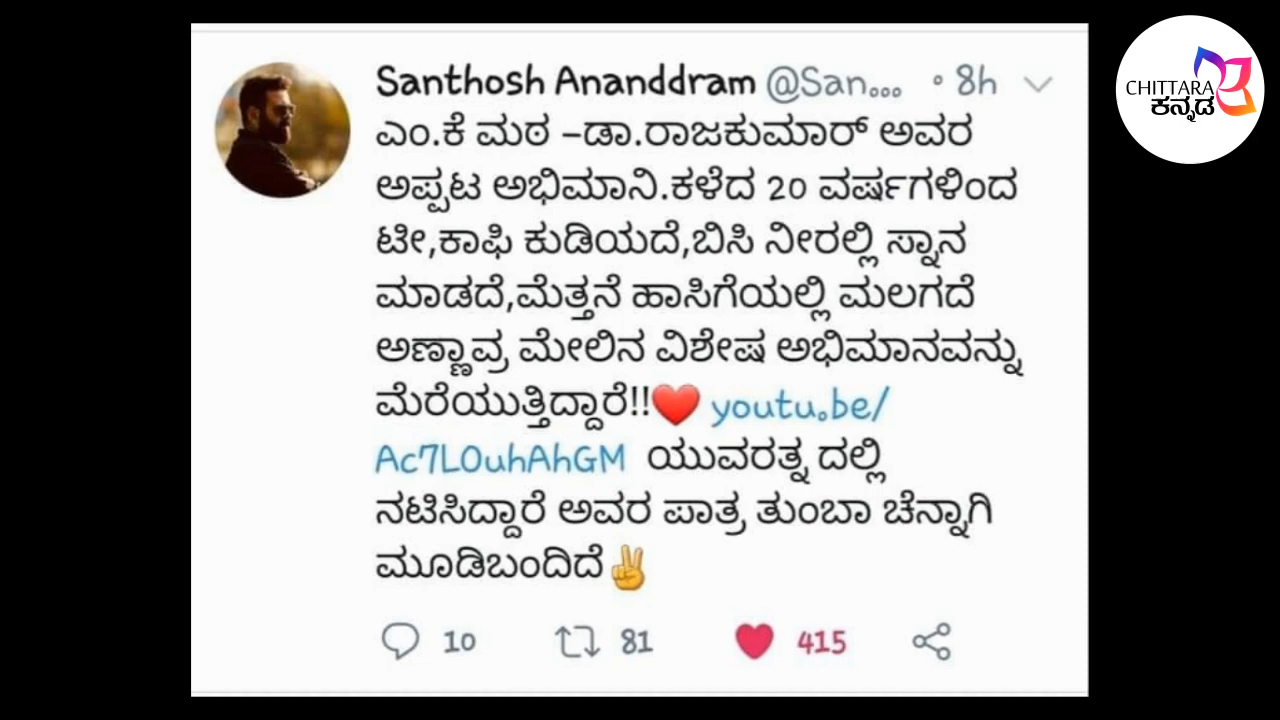 Santhosh Ananddram @San... • 8h
ಎಂ.ಕೆ ಮಠ -ಡಾ.ರಾಜಕುಮಾರ್ ಅವರ
ಅಪ್ಪಟ ಅಭಿಮಾನಿ.ಕಳೆದ 20 ವರ್ಷಗಳಿಂದ
ಟೀ,ಕಾಫಿ ಕುಡಿಯದೆ,ಬಿಸಿ ನೀರಲ್ಲಿ ಸ್ನಾನ
ಮಾಡದೆ,ಮೆತ್ತನೆ ಹಾಸಿಗೆಯಲ್ಲಿ ಮಲಗದೆ
ಅಣ್ಣಾವ್ರ ಮೇಲಿನ ವಿಶೇಷ ಅಭಿಮಾನವನ್ನು
ಮೆರೆಯುತ್ತಿದ್ದಾರೆ!!❤️ youtu.be/
Ac7LOuhAhGM ಯುವರತ್ನ ದಲ್ಲಿ
ನಟಿಸಿದ್ದಾರೆ ಅವರ ಪಾತ್ರ ತುಂಬಾ ಚೆನ್ನಾಗಿ
ಮೂಡಿಬಂದಿದೆ✌️
10 81 415
CHITTARA
ಕನ್ನಡ